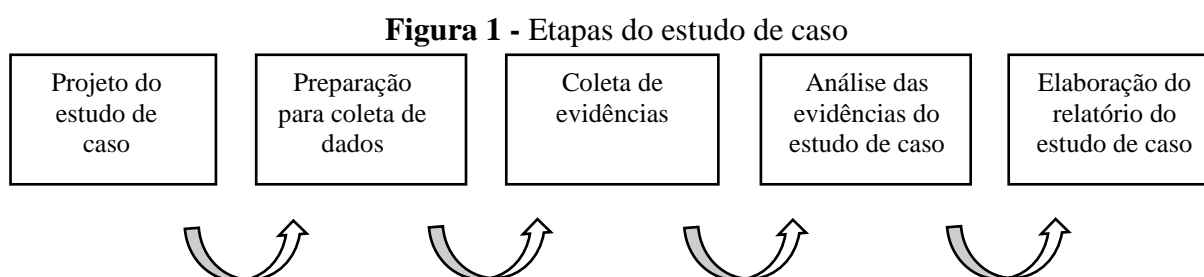 Figura 1 - Etapas do estudo de caso
Projeto do
estudo de
caso
Preparação
para coleta de
dados
Coleta de
evidências
Análise das
evidências do
estudo de caso
Elaboração do
relatório do
estudo de caso